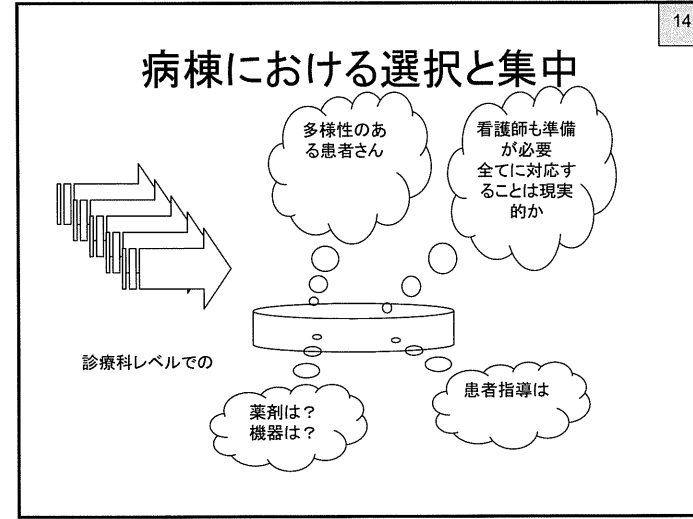 14
病棟における選択と集中
多様性のあ
る患者さん
看護師も準備
が必要
全てに対応す
ることは現実
的か
診療科レベルでの
薬剤は?
機器は?
患者指導は